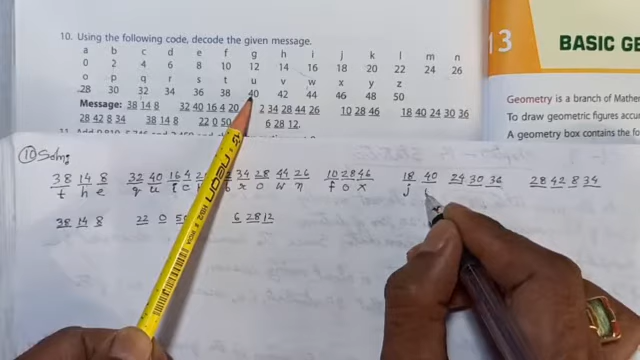 10. Using the following code, decode the given message.
a b c d e f g h i j k l m n
0 2 4 6 8 10 12 14 16 18 20 22 24 26
o p q r s t u v w x y z
28 30 32 34 36 38 40 42 44 46 48 50
Message: 38 14 8 32 40 16 4 20 2 34 28 44 26 10 28 46 18 40 24 30 36
28 42 8 34 38 14 8 22 0 50 6 28 12.
13 BASIC GE
Geometry is a branch
To draw geometric figures accu
A geometry box contains the fo
neon HS2
10 Soln:
38 14 8 32 40 16 4 34 28 44 26 10 28 46 18 40 24 30 36 28 42 8 34
t h e q u i c o w n f o x j
38 14 8 22 0 50 6 28 12